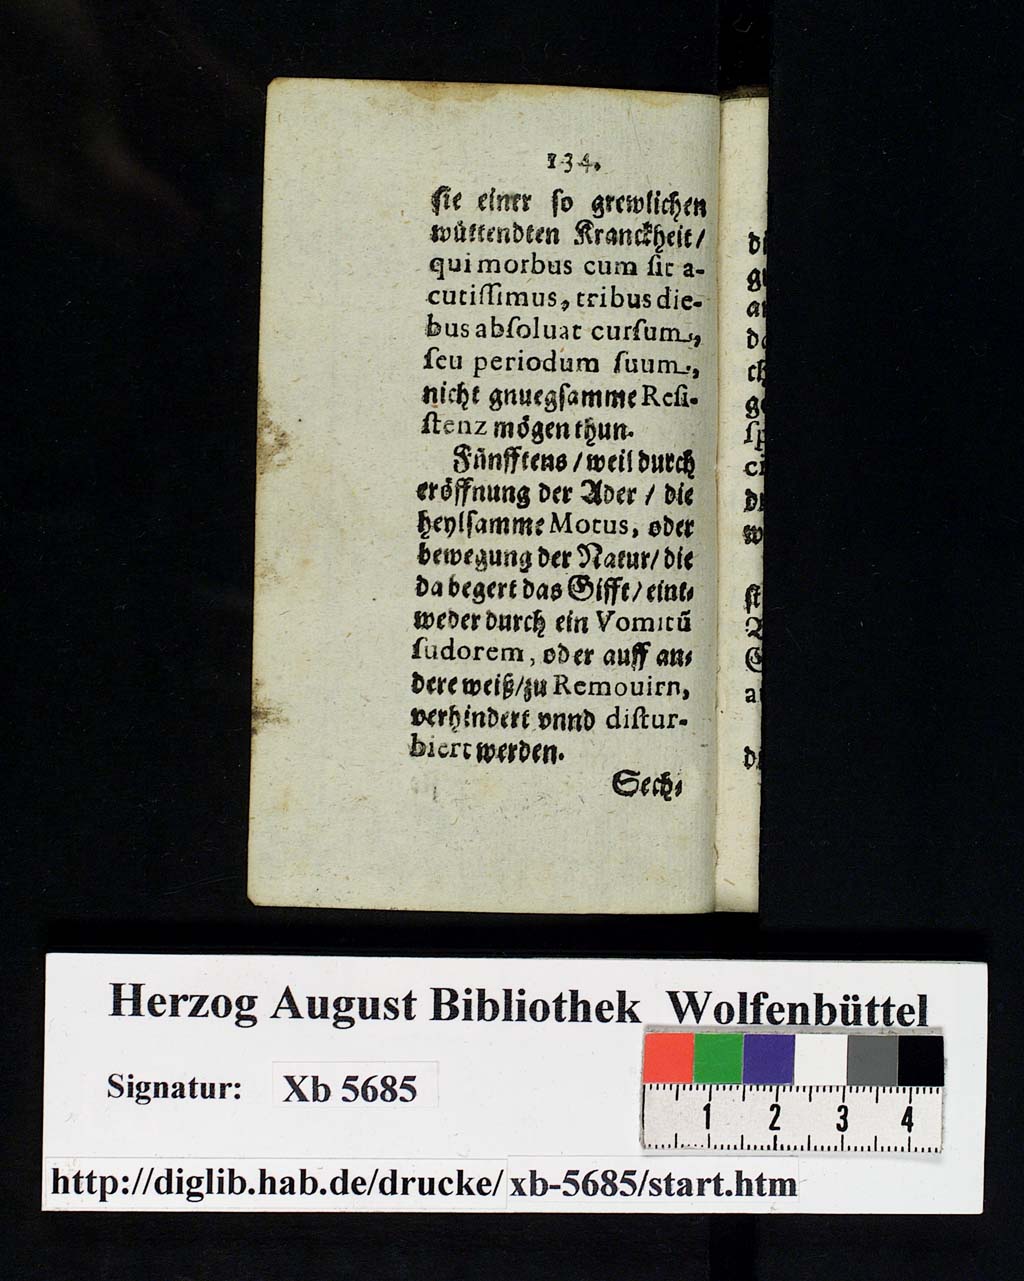 134.
ſie einer ſo grewlichen
wüttendten Kranckheit /
qui morbus cum ſit a-
cutiſſimus, tribus die-
bus abſoluat curſum,
ſeu periodum ſuum,
nicht gnuegſamme Reſi-
ſtenz mögen thun.
Fünfftens / weil durch
eröffnung der Ader / die
heylſamme Motus, oder
bewegung der Natur / die
da begert das Gifft / eint-
weder durch ein Vomitũ
ſudorem, oder auff an-
dere weiß / zu Remouirn,
verhindert vnnd diſtur-
biert werden.
Sech-
Herzog August Bibliothek Wolfenbüttel
Signatur: Xb 5685
1 2 3 4
http://diglib.hab.de/drucke/xb-5685/start.htm